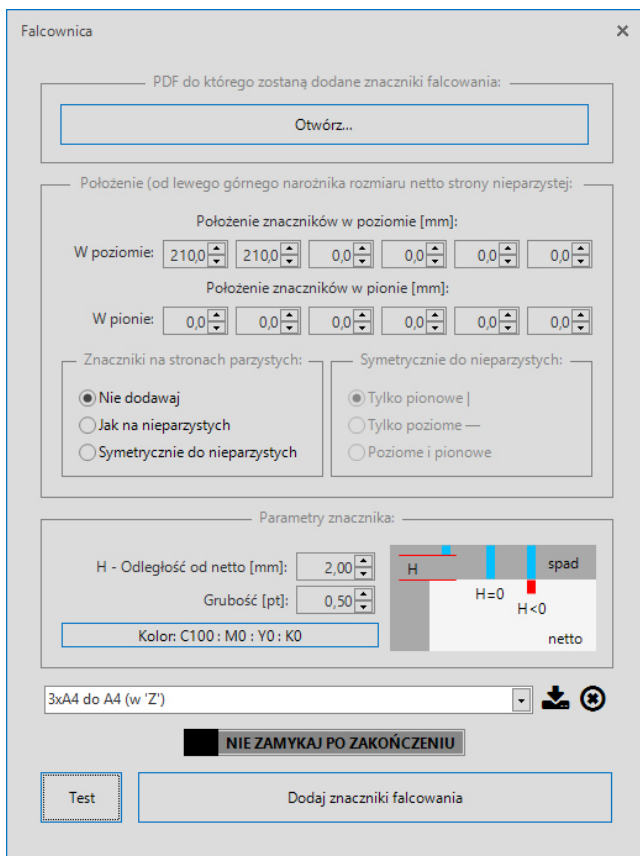 Falcownica ×
PDF do którego zostaną dodane znaczniki falcowania:
Otwórz...
Położenie (od lewego górnego narożnika rozmiaru netto strony nieparzystej:
Położenie znaczników w poziomie [mm]:
W poziomie: 210,0 210,0 0,0 0,0 0,0 0,0
Położenie znaczników w pionie [mm]:
W pionie: 0,0 0,0 0,0 0,0 0,0 0,0
Znaczniki na stronach parzystych:
Nie dodawaj
Jak na nieparzystych
Symetrycznie do nieparzystych
Symetrycznie do nieparzystych:
Tylko pionowe |
Tylko poziome —
Poziome i pionowe
Parametry znacznika:
H - Odległość od netto [mm]: 2,00
Grubość [pt]: 0,50
Kolor: C100 : M0 : Y0 : K0
H spad
H=0
H<0
netto
3xA4 do A4 (w 'Z')
NIE ZAMYKAJ PO ZAKOŃCZENIU
Test
Dodaj znaczniki falcowania